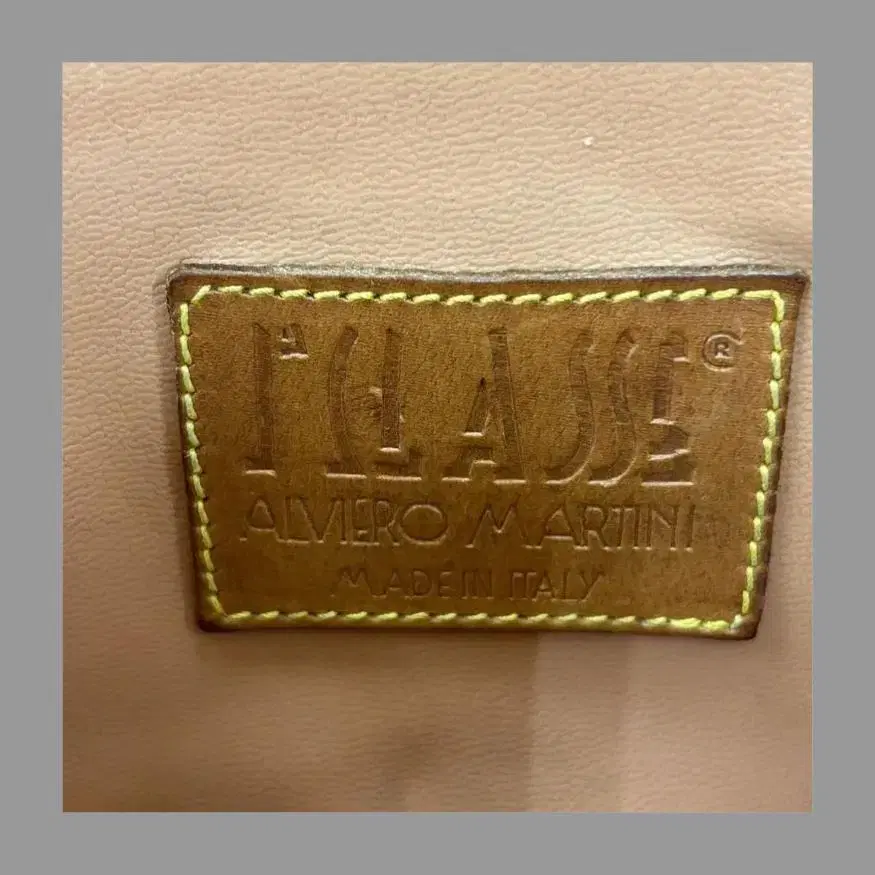 1ª CLASSE ®
ALVIERO MARTINI
MADE IN ITALY